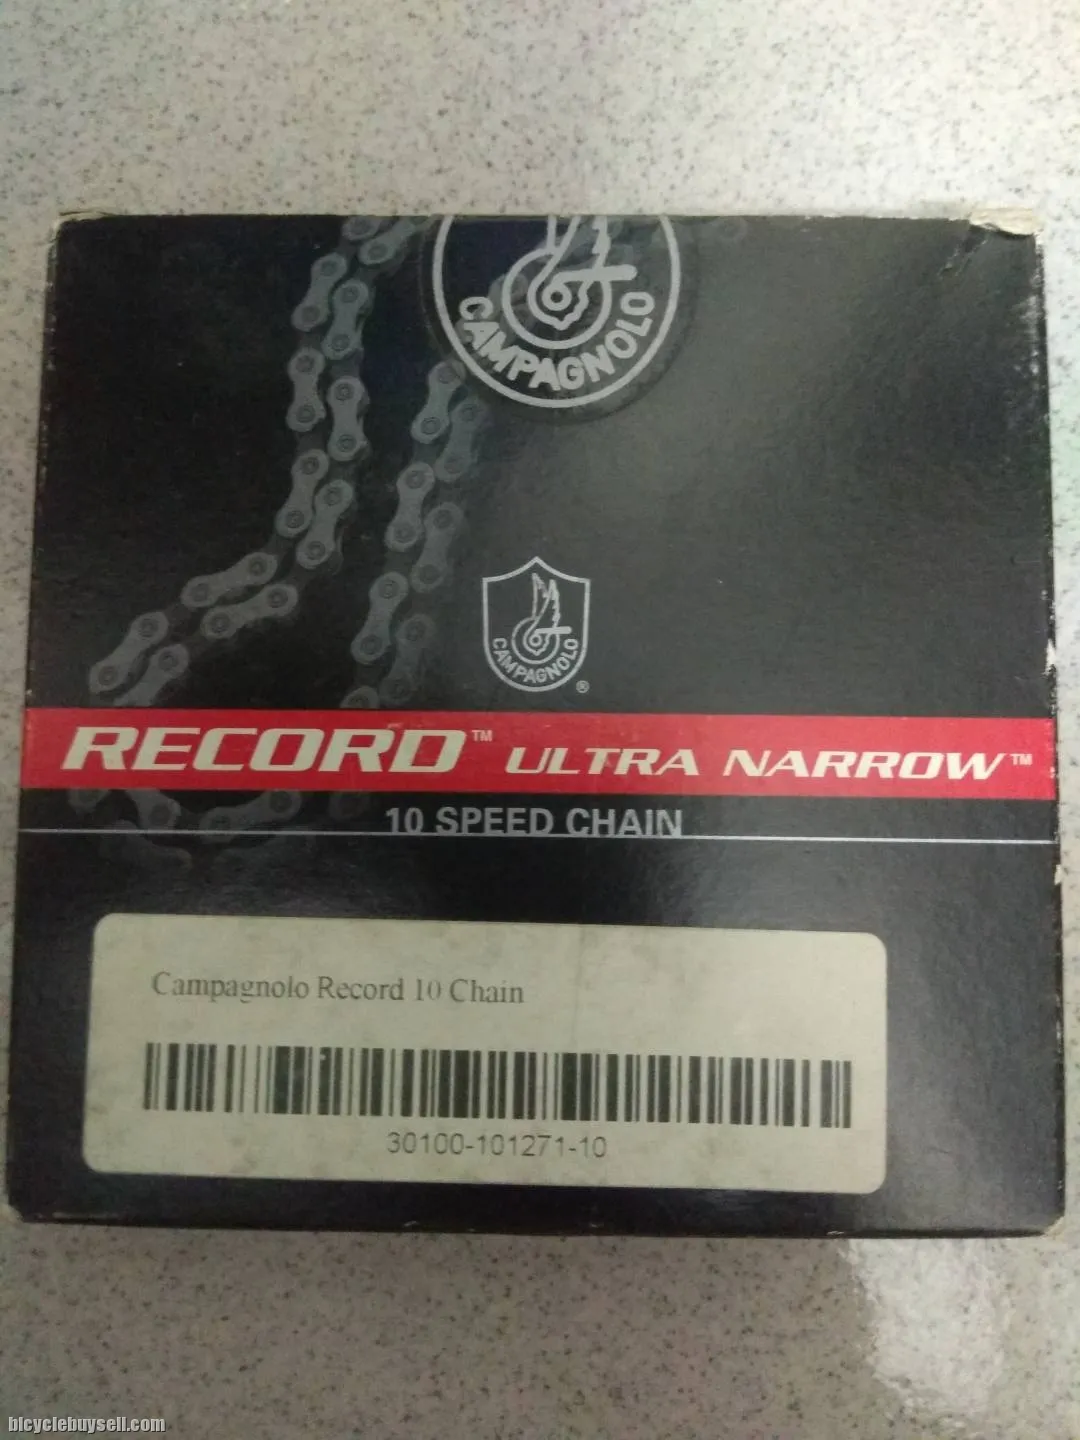 CAMPAGNOLO
CAMPAGNOLO
®
RECORD™ ULTRA NARROW™
10 SPEED CHAIN
Campagnolo Record 10 Chain
30100-101271-10
bicyclebuysell.com